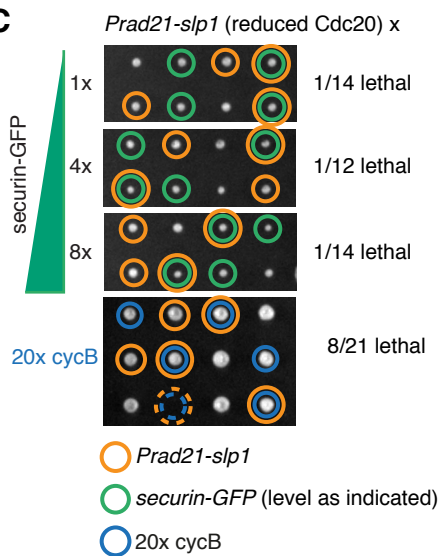 C
Prad21-slp1 (reduced Cdc20) x
securin-GFP
1x
1/14 lethal
4x
1/12 lethal
8x
1/14 lethal
20x cycB
8/21 lethal
Prad21-slp1
securin-GFP (level as indicated)
20x cycB